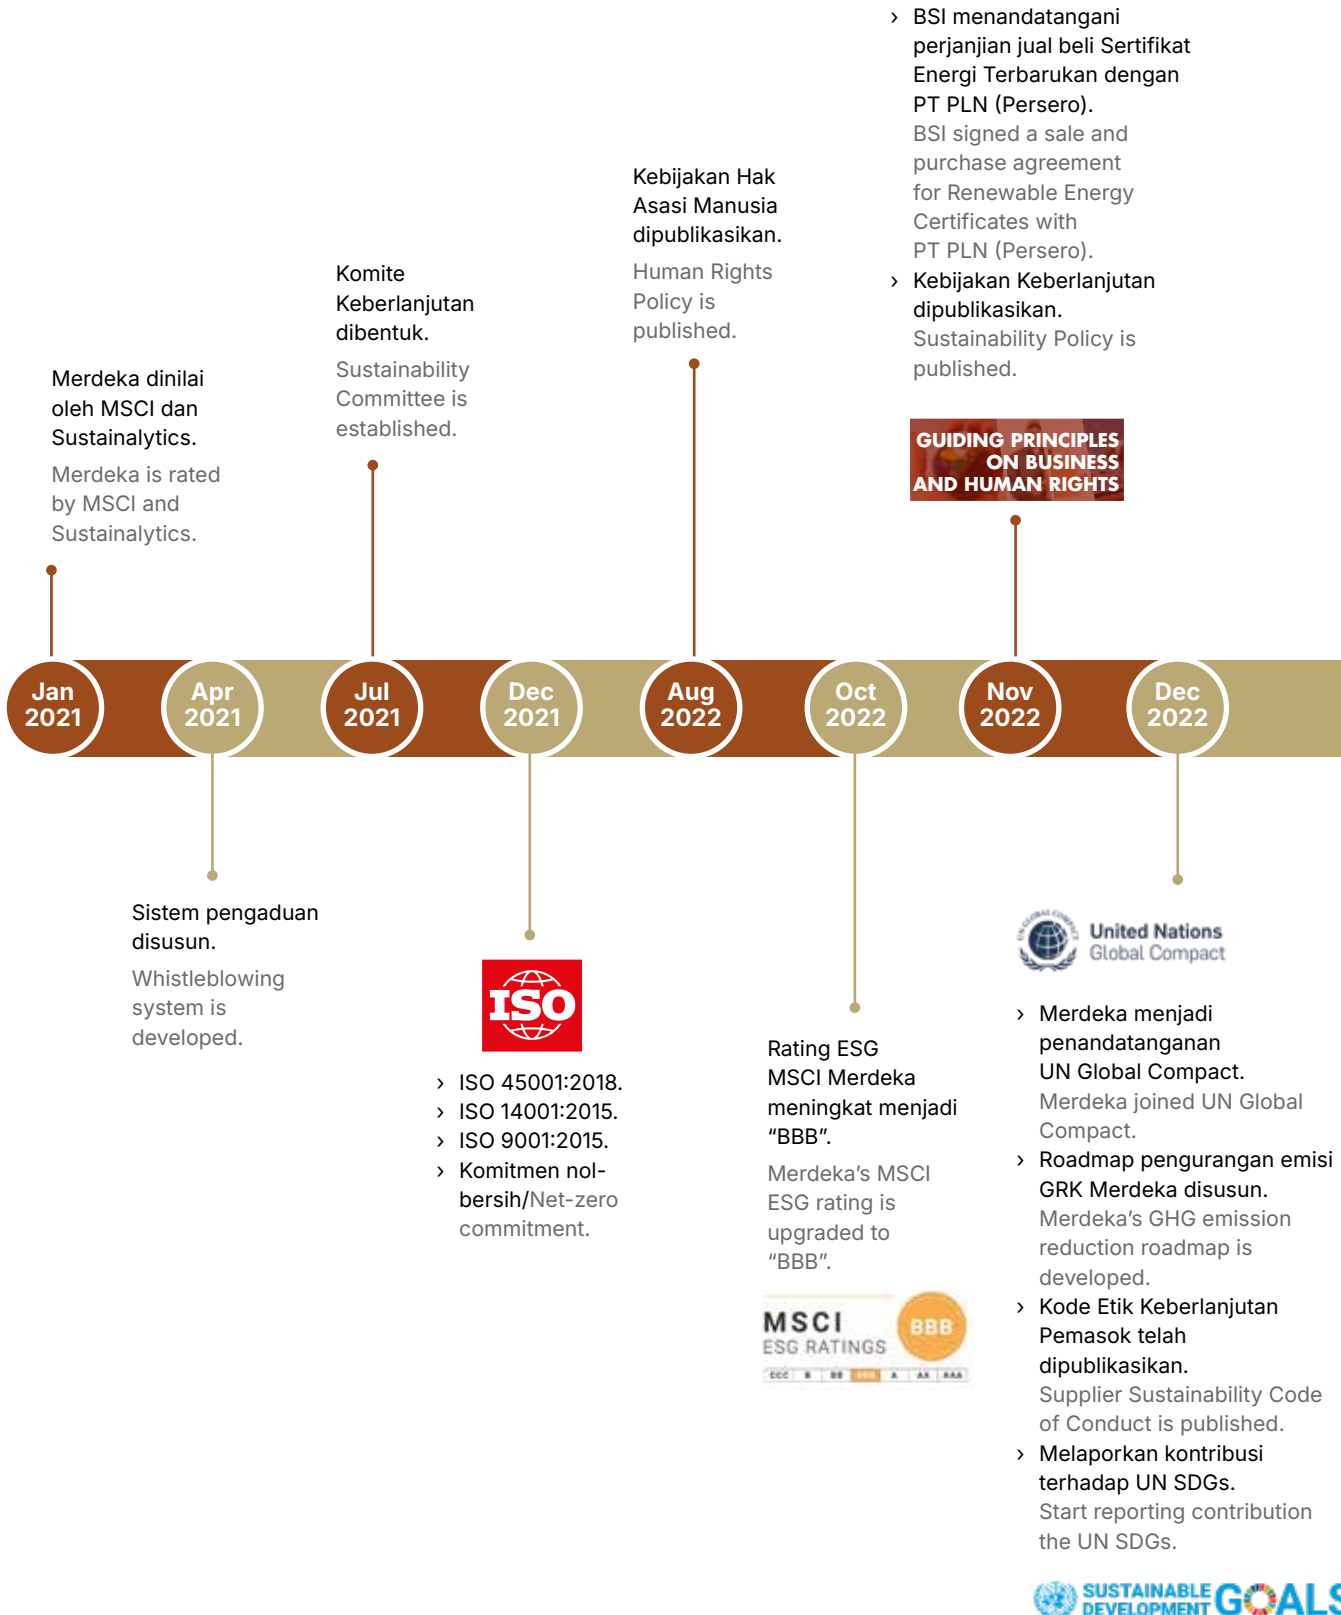 › BSI menandatangani
perjanjian jual beli Sertifikat
Energi Terbarukan dengan
PT PLN (Persero).
BSI signed a sale and
purchase agreement
for Renewable Energy
Certificates with
PT PLN (Persero).
› Kebijakan Keberlanjutan
dipublikasikan.
Sustainability Policy is
published.
GUIDING PRINCIPLES
ON BUSINESS
AND HUMAN RIGHTS
Kebijakan Hak
Asasi Manusia
dipublikasikan.
Human Rights
Policy is
published.
Komite
Keberlanjutan
dibentuk.
Sustainability
Committee is
established.
Merdeka dinilai
oleh MSCI dan
Sustainalytics.
Merdeka is rated
by MSCI and
Sustainalytics.
Jan
2021
Apr
2021
Jul
2021
Dec
2021
Aug
2022
Oct
2022
Nov
2022
Dec
2022
Sistem pengaduan
disusun.
Whistleblowing
system is
developed.
ISO
› ISO 45001:2018.
› ISO 14001:2015.
› ISO 9001:2015.
› Komitmen nol-
bersih/Net-zero
commitment.
Rating ESG
MSCI Merdeka
meningkat menjadi
“BBB”.
Merdeka’s MSCI
ESG rating is
upgraded to
“BBB”.
MSCI
ESG RATINGS
BBB
CCC B BB BBB A AA AAA
United Nations
Global Compact
› Merdeka menjadi
penandatanganan
UN Global Compact.
Merdeka joined UN Global
Compact.
› Roadmap pengurangan emisi
GRK Merdeka disusun.
Merdeka’s GHG emission
reduction roadmap is
developed.
› Kode Etik Keberlanjutan
Pemasok telah
dipublikasikan.
Supplier Sustainability Code
of Conduct is published.
› Melaporkan kontribusi
terhadap UN SDGs.
Start reporting contribution
the UN SDGs.
SUSTAINABLE
DEVELOPMENT GOALS